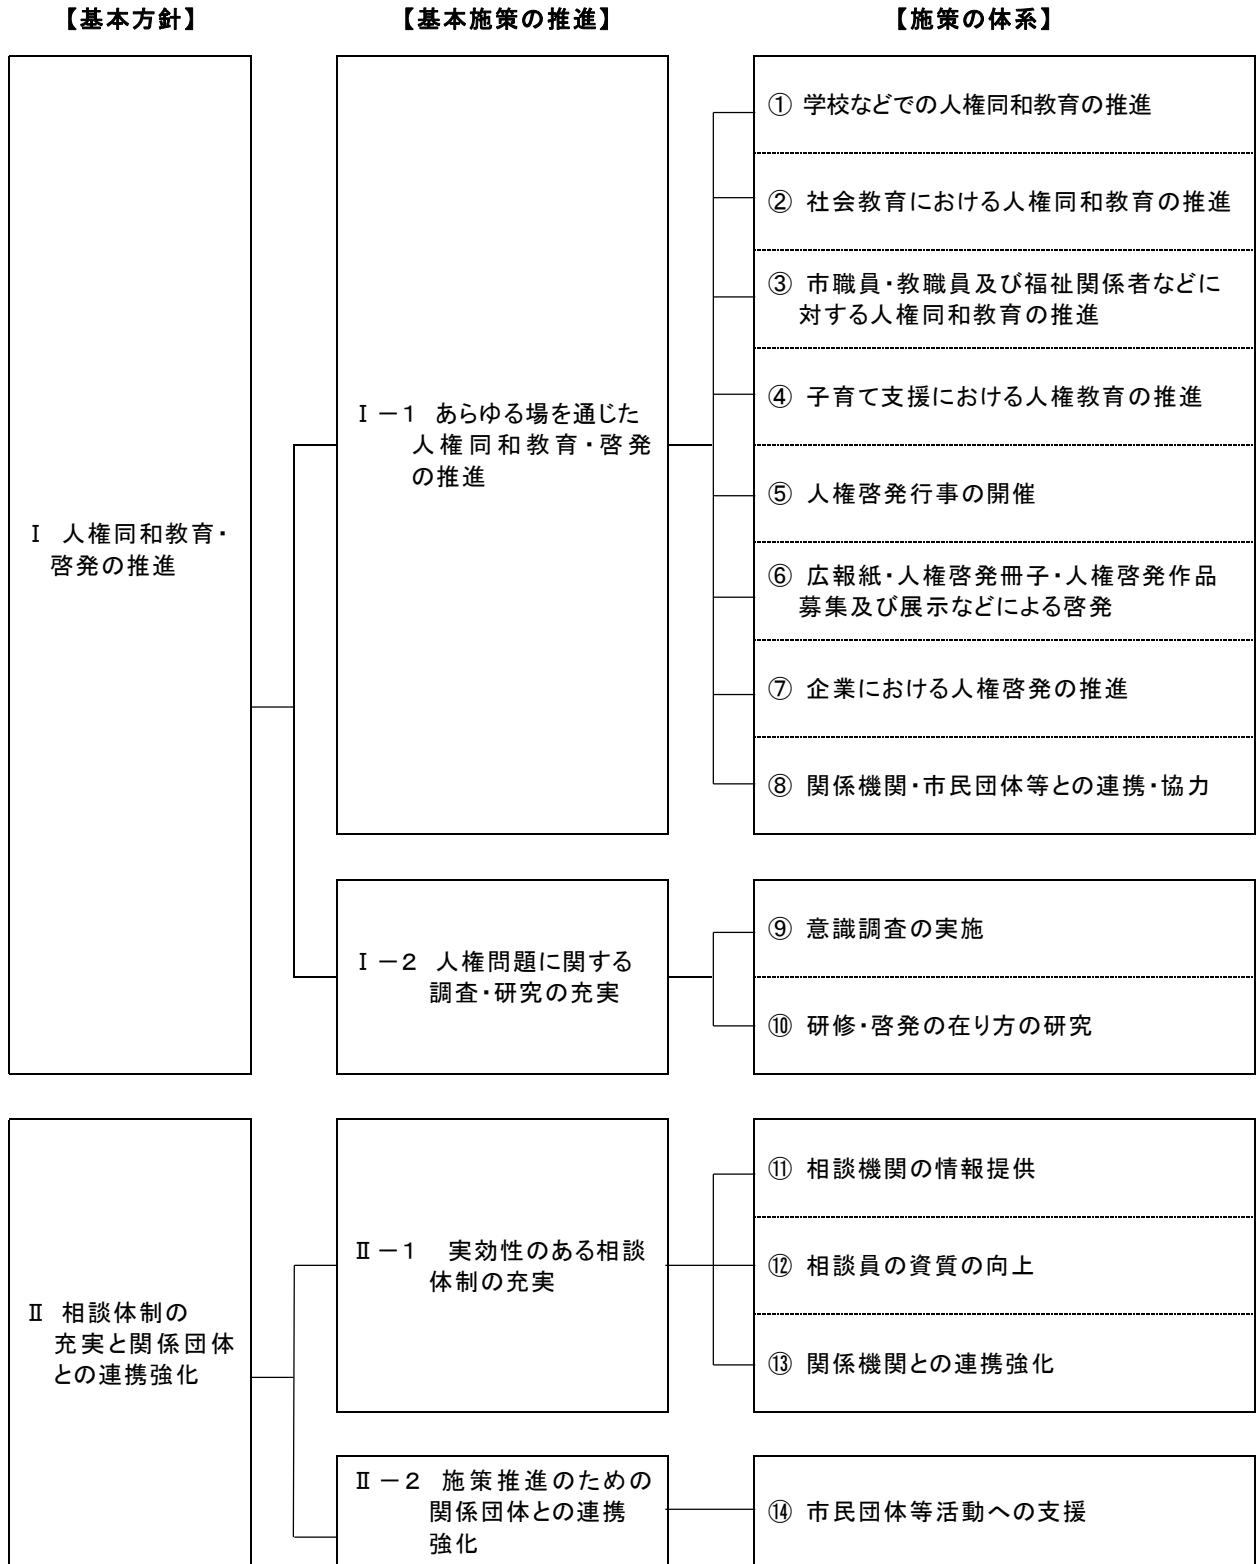 【基本方針】
【基本施策の推進】
【施策の体系】
Ⅰ 人権同和教育・
啓発の推進
Ⅰ－１ あらゆる場を通じた
人権同和教育・啓発
の推進
① 学校などでの人権同和教育の推進
② 社会教育における人権同和教育の推進
③ 市職員・教職員及び福祉関係者などに
対する人権同和教育の推進
④ 子育て支援における人権教育の推進
⑤ 人権啓発行事の開催
⑥ 広報紙・人権啓発冊子・人権啓発作品
募集及び展示などによる啓発
⑦ 企業における人権啓発の推進
⑧ 関係機関・市民団体等との連携・協力
Ⅰ－２ 人権問題に関する
調査・研究の充実
⑨ 意識調査の実施
⑩ 研修・啓発の在り方の研究
Ⅱ 相談体制の
充実と関係団体
との連携強化
Ⅱ－１ 実効性のある相談
体制の充実
⑪ 相談機関の情報提供
⑫ 相談員の資質の向上
⑬ 関係機関との連携強化
Ⅱ－２ 施策推進のための
関係団体との連携
強化
⑭ 市民団体等活動への支援